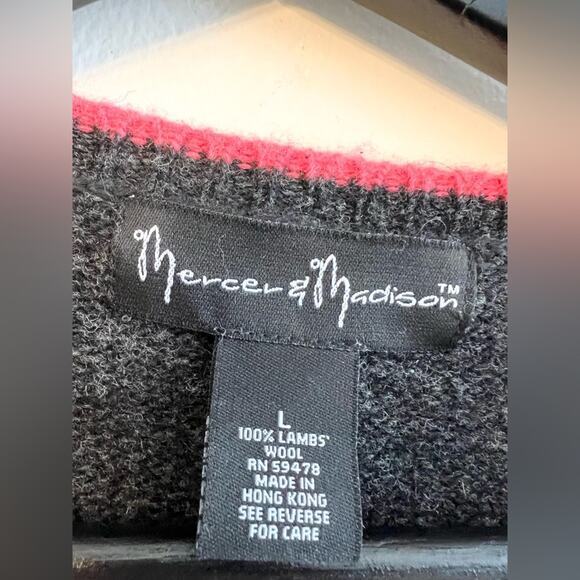 Mercer & Madison™
L
100% LAMBS'
WOOL
RN 59478
MADE IN
HONG KONG
SEE REVERSE
FOR CARE